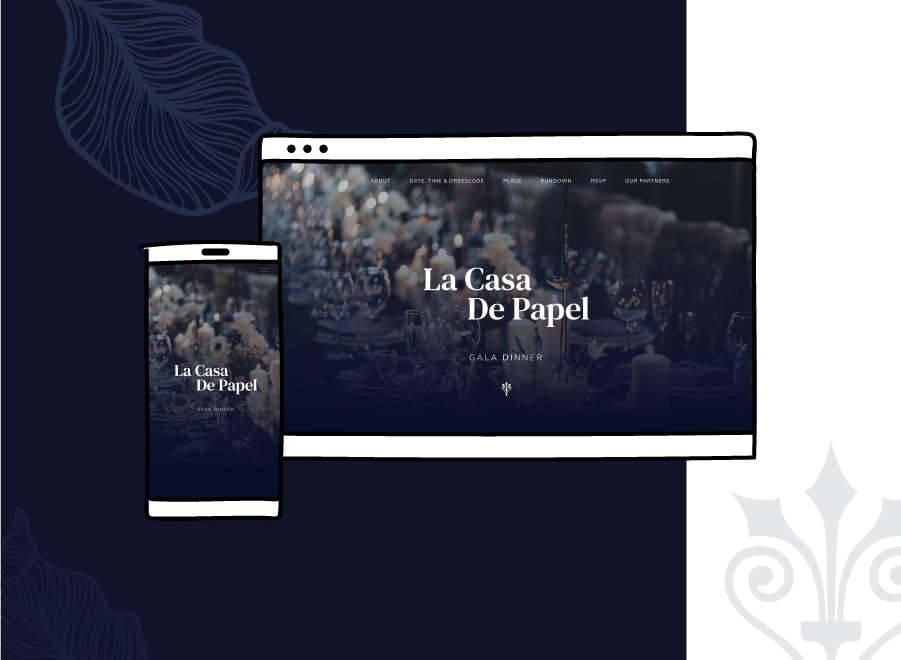 ABOUT DATE, TIME & DRESSCODE PLACE RUNDOWN RSVP OUR PARTNERS
La Casa
De Papel
GALA DINNER
La Casa
De Papel
GALA DINNER